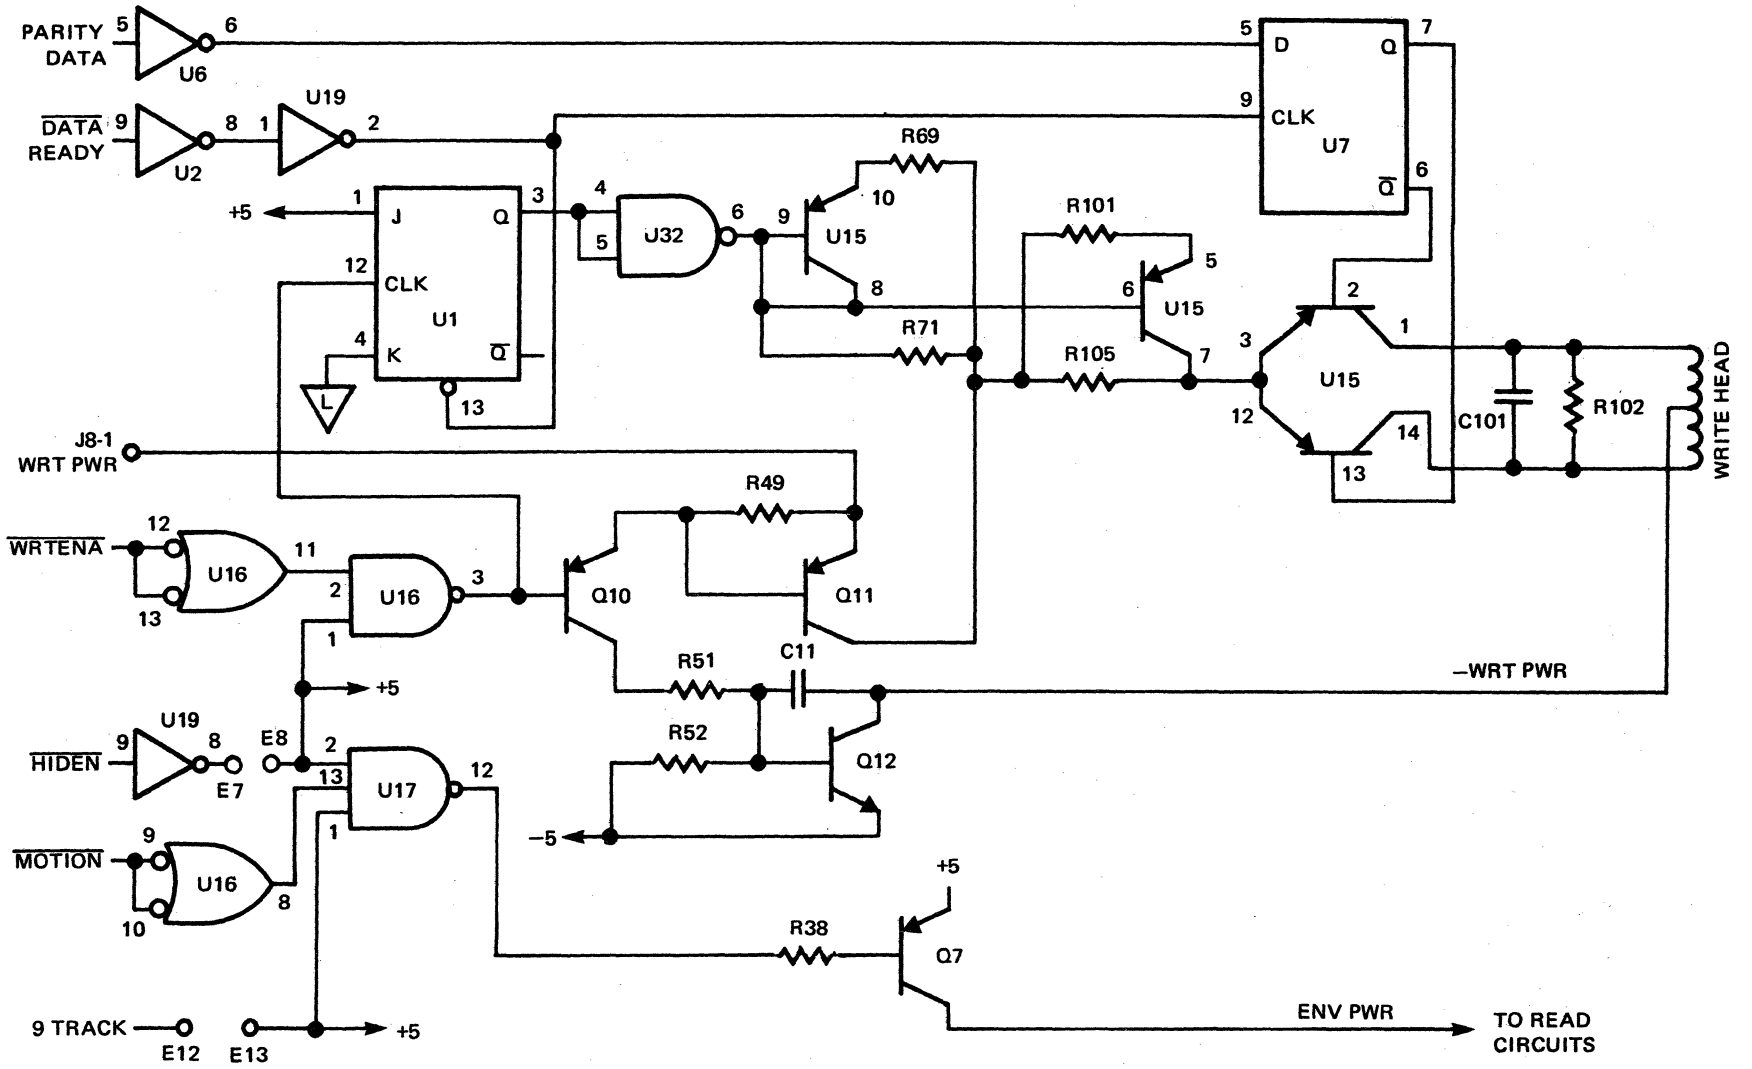 PARITY DATA
5
6
U6
5
D
Q
7
9
CLK
U7
Q
6
DATA READY
9
8
U2
1
U19
2
+5
1
J
Q
3
12
CLK
U1
4
K
Q
13
L
4
5
U32
6
9
U15
10
8
R69
R71
R101
5
6
U15
7
R105
3
12
2
1
U15
13
14
C101
R102
WRITE HEAD
J8-1
WRT PWR
R49
WRTENA
12
13
U16
11
2
1
U16
3
Q10
Q11
+5
R51
C11
R52
Q12
-5
–WRT PWR
HIDEN
9
U19
8
E7
E8
2
13
1
U17
12
MOTION
9
10
U16
8
+5
R38
Q7
ENV PWR
TO READ
CIRCUITS
9 TRACK
E12
E13
+5